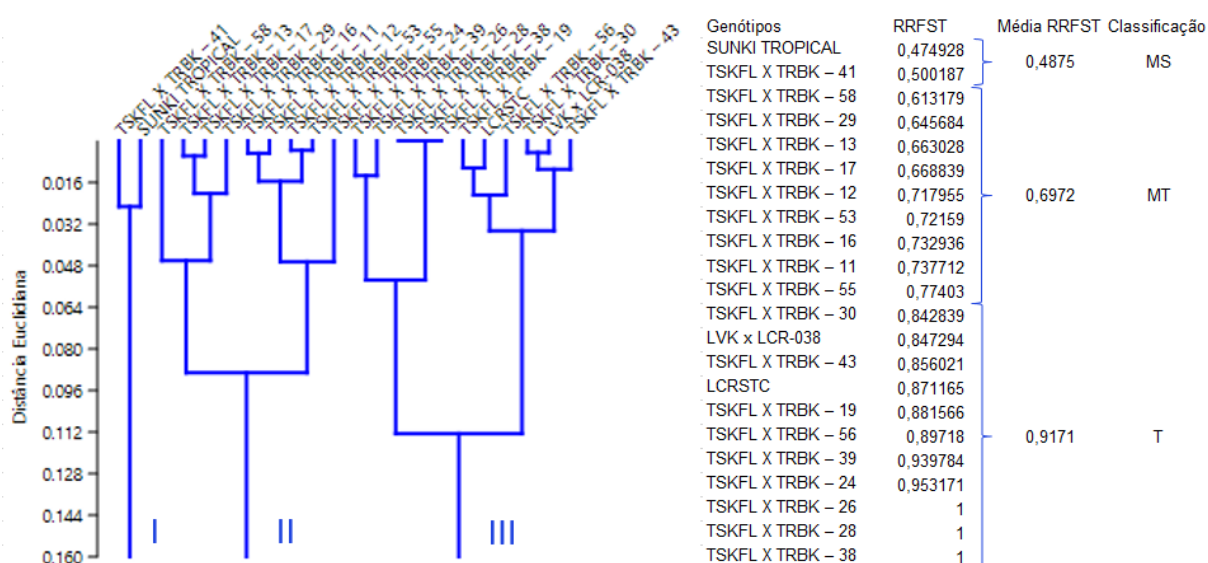 TSKFL X TRBK – 41
SUNKI TROPICAL
TSKFL X TRBK – 58
TSKFL X TRBK – 13
TSKFL X TRBK – 17
TSKFL X TRBK – 29
TSKFL X TRBK – 16
TSKFL X TRBK – 11
TSKFL X TRBK – 12
TSKFL X TRBK – 53
TSKFL X TRBK – 55
TSKFL X TRBK – 24
TSKFL X TRBK – 39
TSKFL X TRBK – 26
TSKFL X TRBK – 28
TSKFL X TRBK – 38
TSKFL X TRBK – 19
LCRSTC
TSKFL X TRBK – 56
TSKFL X TRBK – 30
LVK x LCR-038
TSKFL X TRBK – 43
Distância Euclidiana
0.016
0.032
0.048
0.064
0.080
0.096
0.112
0.128
0.144
0.160
I II III
Genótipos RRFST Média RRFST Classificação
SUNKI TROPICAL 0,474928
0,4875 MS
TSKFL X TRBK – 41 0,500187
TSKFL X TRBK – 58 0,613179
TSKFL X TRBK – 29 0,645684
TSKFL X TRBK – 13 0,663028
TSKFL X TRBK – 17 0,668839
TSKFL X TRBK – 12 0,717955 0,6972 MT
TSKFL X TRBK – 53 0,72159
TSKFL X TRBK – 16 0,732936
TSKFL X TRBK – 11 0,737712
TSKFL X TRBK – 55 0,77403
TSKFL X TRBK – 30 0,842839
LVK x LCR-038 0,847294
TSKFL X TRBK – 43 0,856021
LCRSTC 0,871165
TSKFL X TRBK – 19 0,881566
TSKFL X TRBK – 56 0,89718 0,9171 T
TSKFL X TRBK – 39 0,939784
TSKFL X TRBK – 24 0,953171
TSKFL X TRBK – 26 1
TSKFL X TRBK – 28 1
TSKFL X TRBK – 38 1